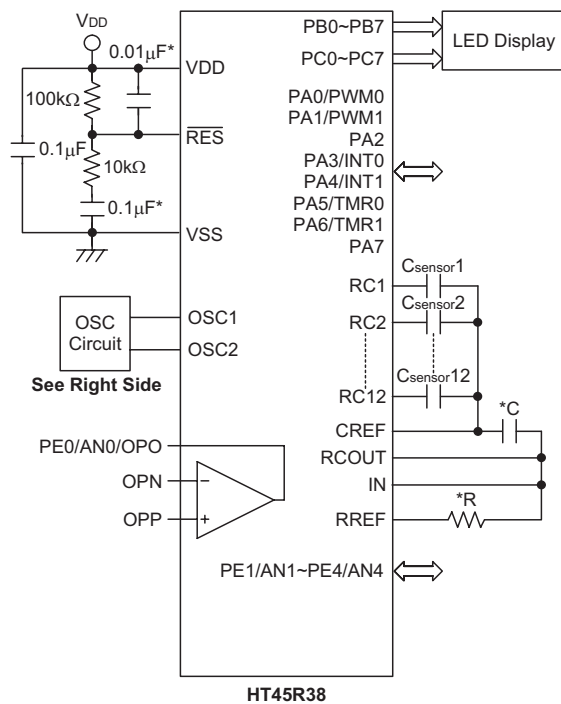 VDD
0.01µF*
VDD
100kΩ
RES
0.1µF
10kΩ
0.1µF*
VSS
OSC
Circuit
OSC1
OSC2
See Right Side
PE0/AN0/OPO
OPN
−
OPP
+
PB0~PB7
PC0~PC7
LED Display
PA0/PWM0
PA1/PWM1
PA2
PA3/INT0
PA4/INT1
PA5/TMR0
PA6/TMR1
PA7
RC1
Csensor1
RC2
Csensor2
RC12
Csensor12
CREF
*C
RCOUT
IN
RREF
*R
PE1/AN1~PE4/AN4
HT45R38